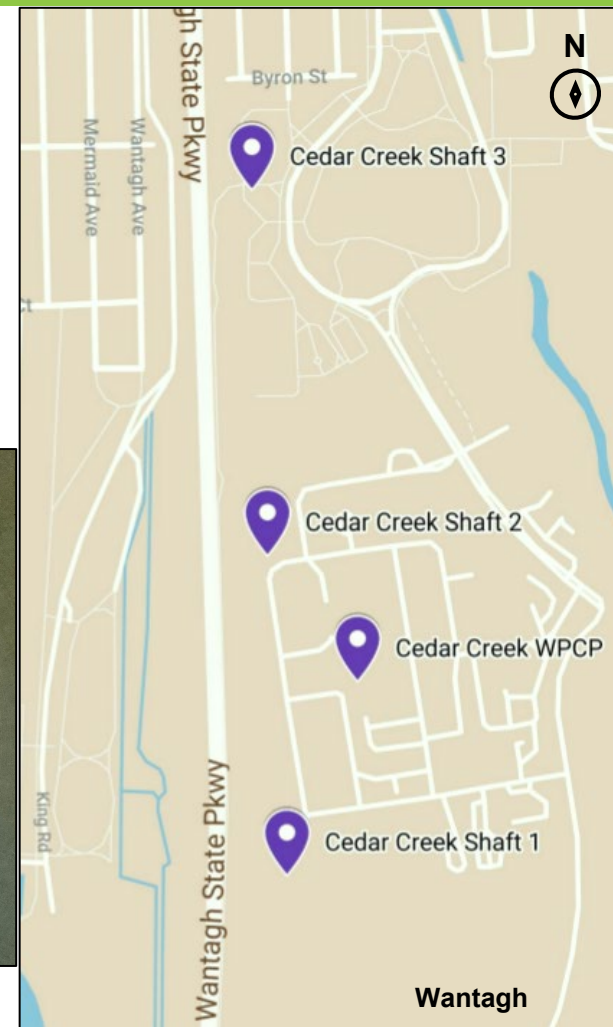 N
gh State Pkwy
Byron St
Mermaid Ave
Wantagh Ave
Cedar Creek Shaft 3
Cedar Creek Shaft 2
Cedar Creek WPCP
King Rd
Cedar Creek Shaft 1
Wantagh State Pkwy
Wantagh